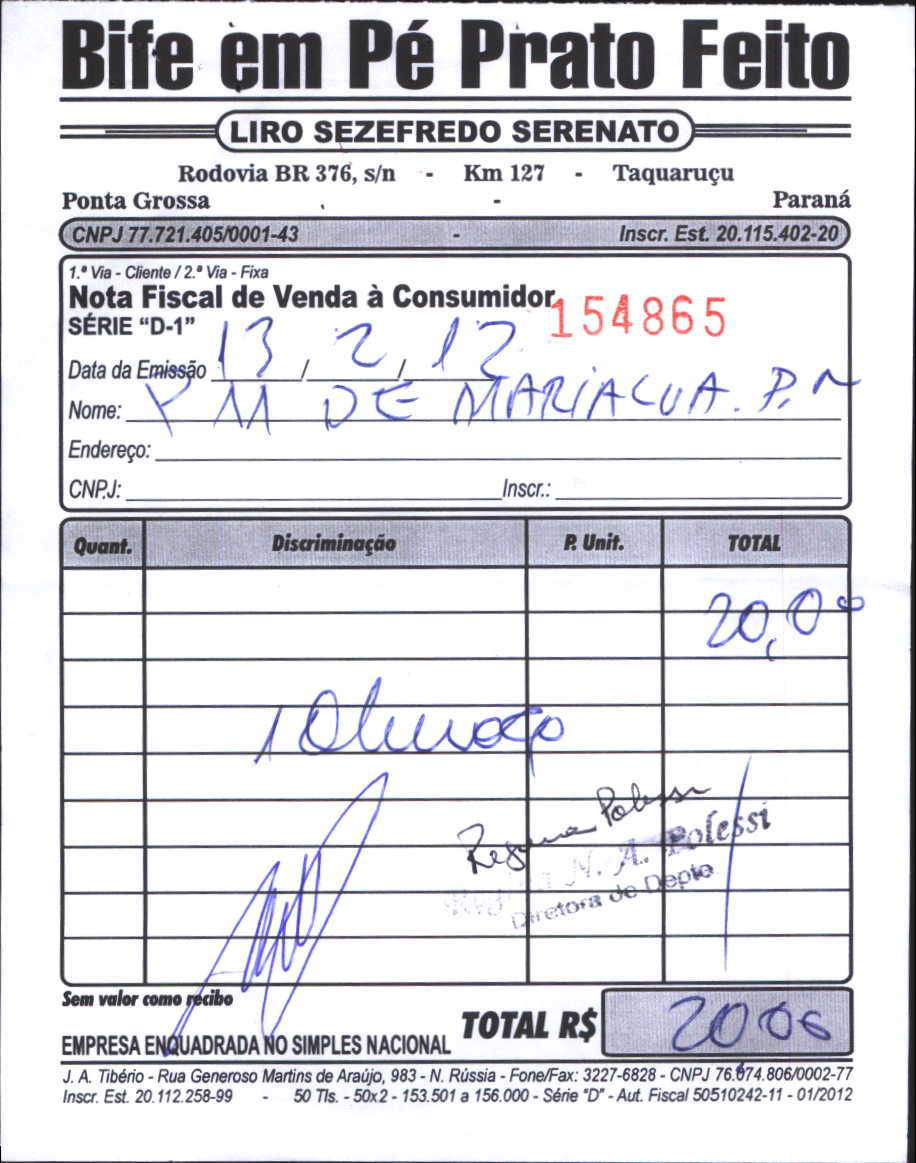 Bife em Pé Prato Feito
LIRO SEZEFREDO SERENATO
Rodovia BR 376, s/n - Km 127 - Taquaruçu
Ponta Grossa - Paraná
CNPJ 77.721.405/0001-43 - Inscr. Est. 20.115.402-20
1.ª Via - Cliente / 2.ª Via - Fixa
Nota Fiscal de Venda à Consumidor
SÉRIE "D-1" 154865
Data da Emissão 13 / 2 / 12
Nome: P M DE MARIALVA. P.N
Endereço:
CNPJ: Inscr.:
Quant. Discriminação P. Unit. TOTAL
20,00
1 Almoço
Regina Polessi
N. A. Polessi
Diretora de Depto
Sem valor como recibo
EMPRESA ENQUADRADA NO SIMPLES NACIONAL TOTAL R$ 2000
J. A. Tibério - Rua Generoso Martins de Araújo, 983 - N. Rússia - Fone/Fax: 3227-6828 - CNPJ 76.674.806/0002-77
Inscr. Est. 20.112.258-99 - 50 Tls. - 50x2 - 153.501 a 156.000 - Série "D" - Aut. Fiscal 50510242-11 - 01/2012